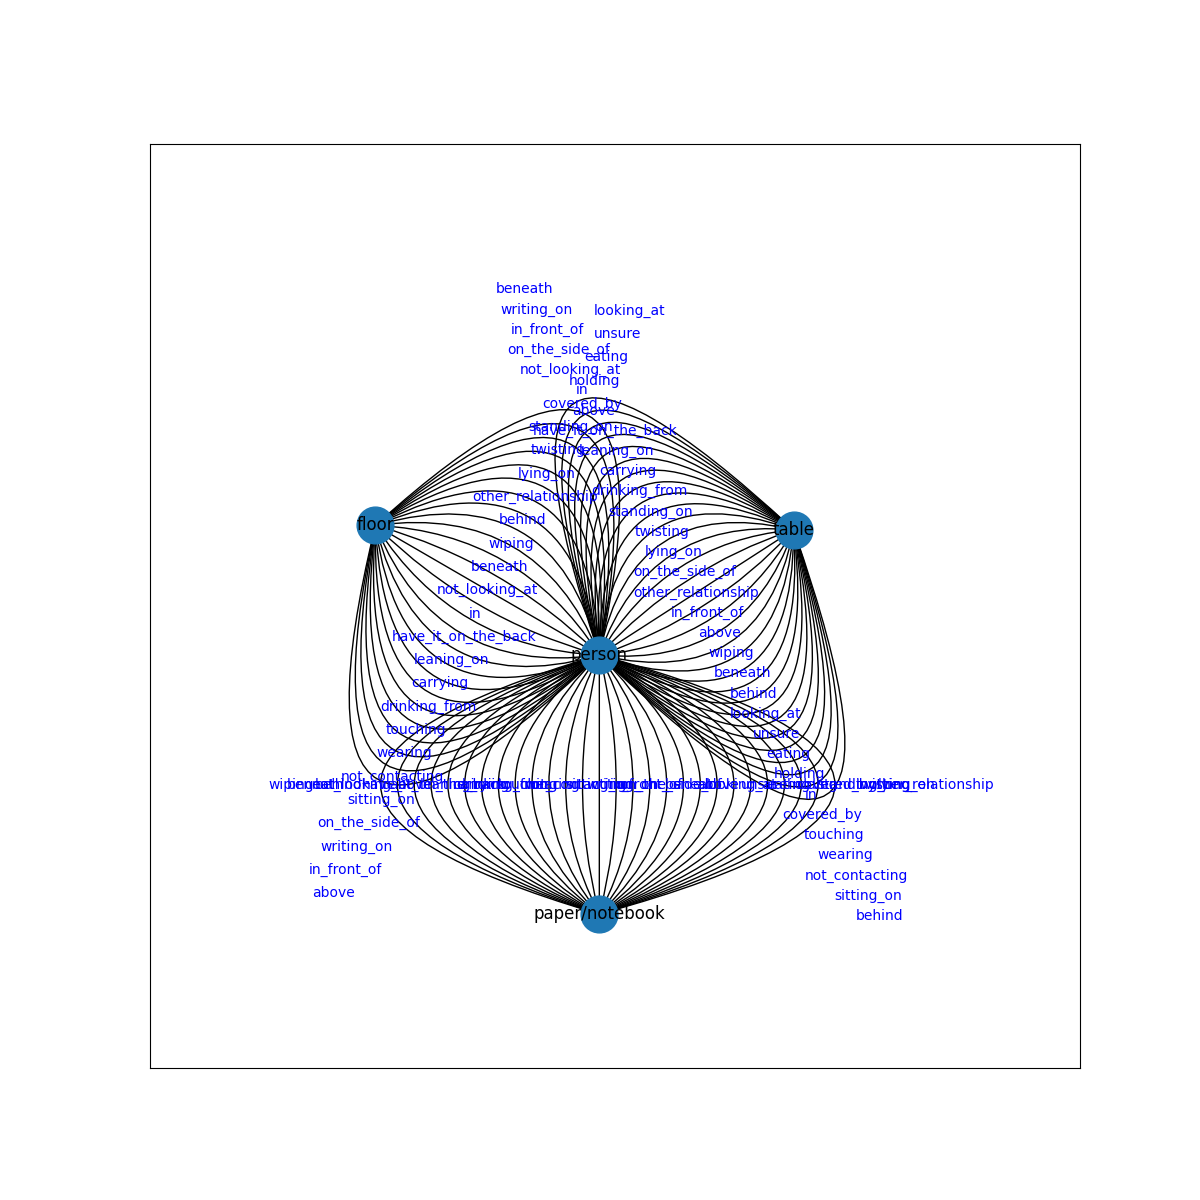 beneath
writing_on
looking_at
in_front_of
unsure
on_the_side_of
eating
not_looking_at
holding
in
covered_by
above
standing_on
have_it_on_the_back
twisting
leaning_on
lying_on
carrying
other_relationship
drinking_from
behind
standing_on
floor
table
twisting
wiping
lying_on
beneath
on_the_side_of
not_looking_at
other_relationship
in
in_front_of
have_it_on_the_back
above
person
wiping
leaning_on
beneath
carrying
behind
drinking_from
looking_at
touching
unsure
wearing
eating
not_contacting
holding
in
sitting_on
covered_by
on_the_side_of
touching
writing_on
wearing
in_front_of
not_contacting
above
sitting_on
behind
paper/notebook